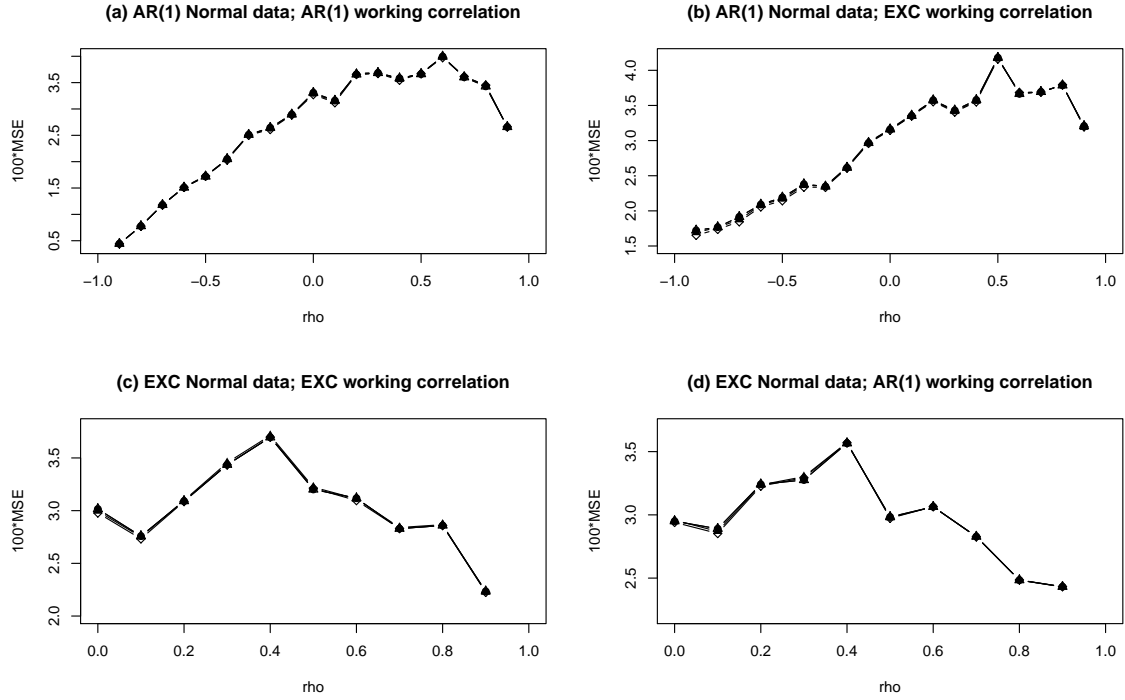 (a) AR(1) Normal data; AR(1) working correlation
100*MSE
0.5 1.5 2.5 3.5
−1.0 −0.5 0.0 0.5 1.0
rho
(b) AR(1) Normal data; EXC working correlation
100*MSE
1.5 2.0 2.5 3.0 3.5 4.0
−1.0 −0.5 0.0 0.5 1.0
rho
(c) EXC Normal data; EXC working correlation
100*MSE
2.0 2.5 3.0 3.5
0.0 0.2 0.4 0.6 0.8 1.0
rho
(d) EXC Normal data; AR(1) working correlation
100*MSE
2.5 3.0 3.5
0.0 0.2 0.4 0.6 0.8 1.0
rho